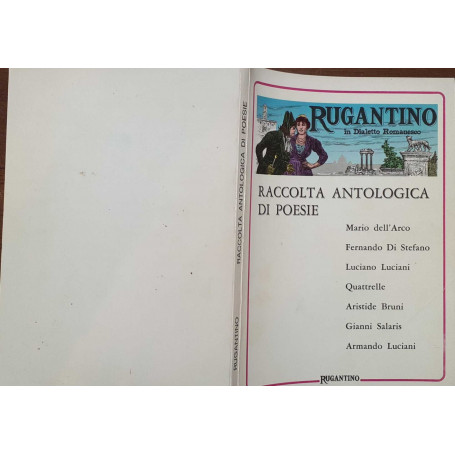 RUGANTINO
RACCOLTA ANTOLOGICA DI POESIE
RUGANTINO
in Dialetto Romanesco
RACCOLTA ANTOLOGICA
DI POESIE
Mario dell'Arco
Fernando Di Stefano
Luciano Luciani
Quattrelle
Aristide Bruni
Gianni Salaris
Armando Luciani
RUGANTINO